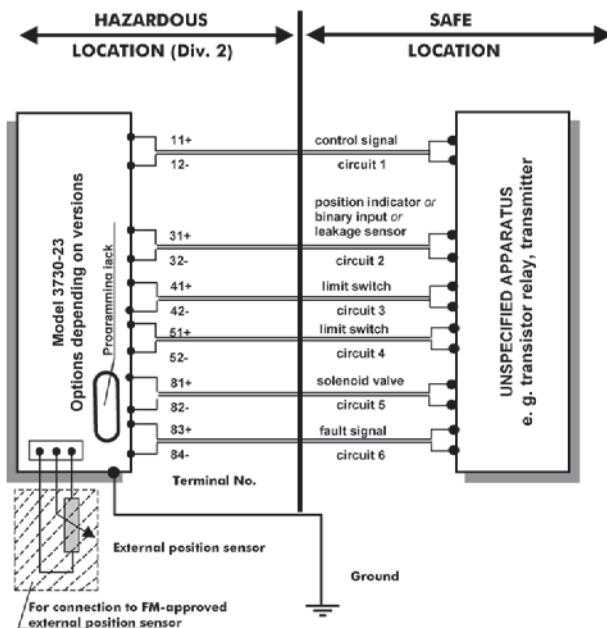 HAZARDOUS
LOCATION (Div. 2)
SAFE
LOCATION
Model 3730-23
Options depending on versions
Programming jack
11+
12-
control signal
circuit 1
position indicator or
binary input or
leakage sensor
31+
32-
circuit 2
41+
limit switch
42-
circuit 3
51+
limit switch
52-
circuit 4
81+
solenoid valve
82-
circuit 5
83+
fault signal
84-
circuit 6
Terminal No.
UNSPECIFIED APPARATUS
e. g. transistor relay, transmitter
External position sensor
Ground
For connection to FM-approved
external position sensor